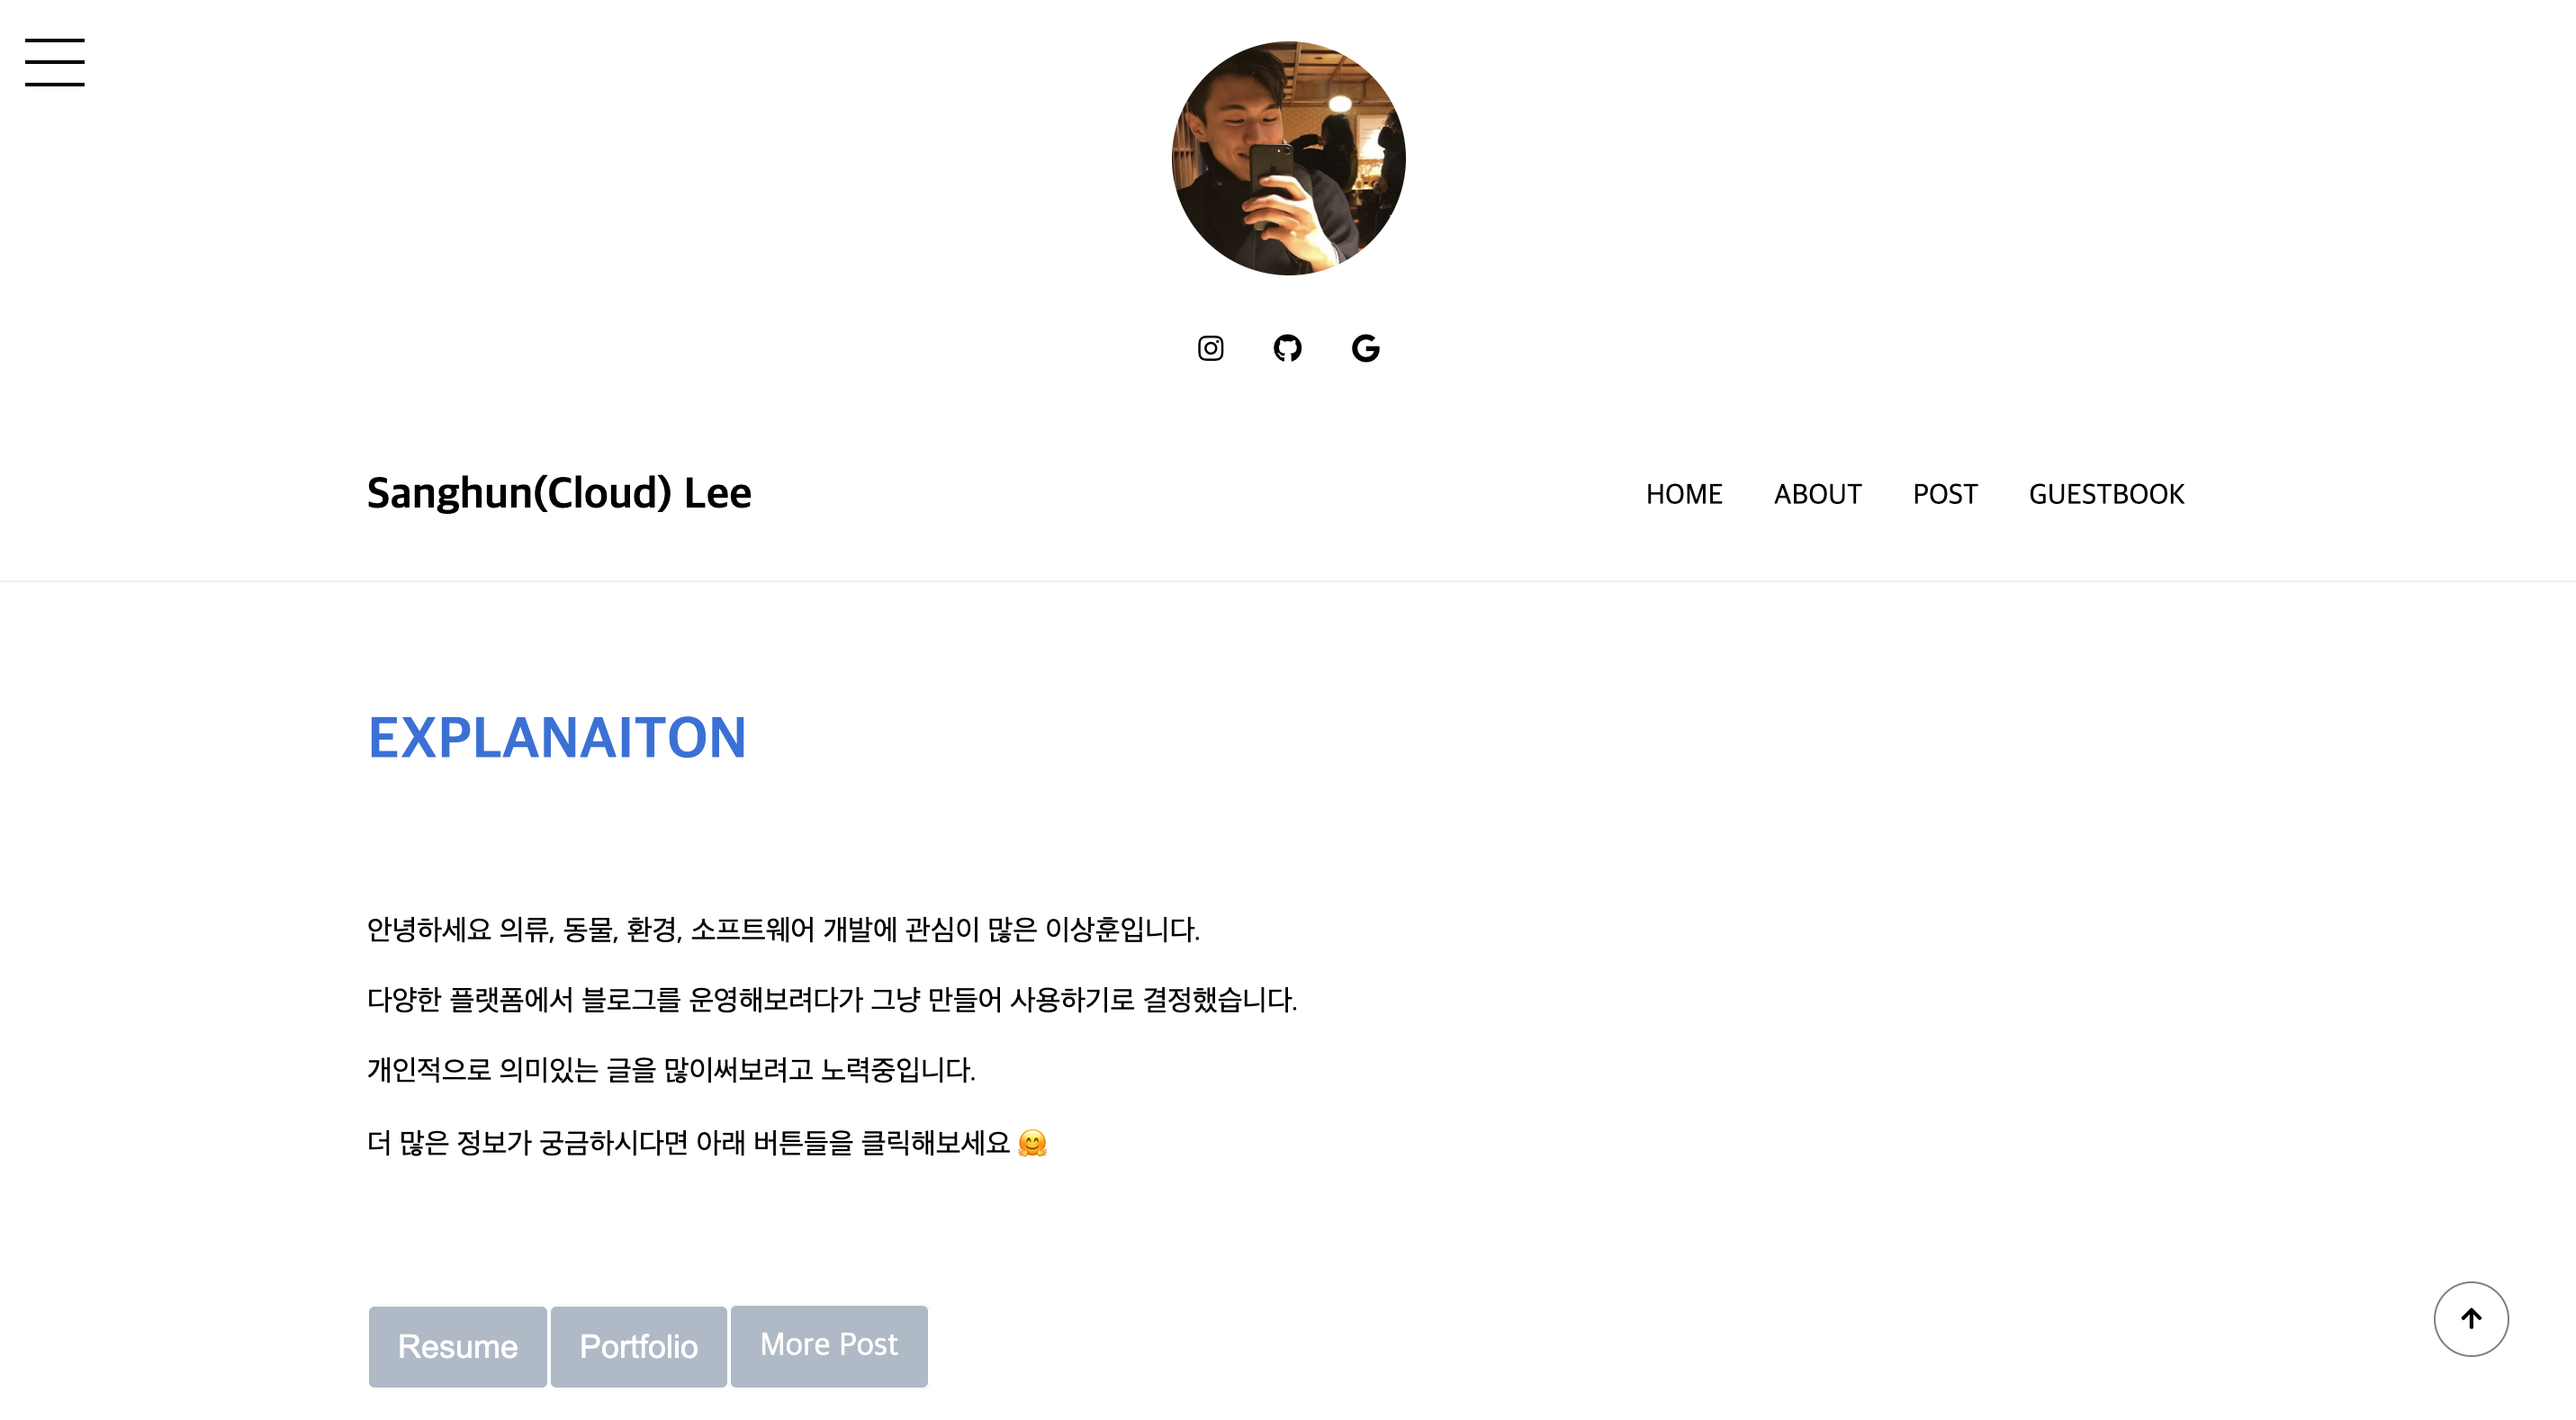 Sanghun(Cloud) Lee
HOME ABOUT POST GUESTBOOK
EXPLANAITON
안녕하세요 의류, 동물, 환경, 소프트웨어 개발에 관심이 많은 이상훈입니다.
다양한 플랫폼에서 블로그를 운영해보려다가 그냥 만들어 사용하기로 결정했습니다.
개인적으로 의미있는 글을 많이써보려고 노력중입니다.
더 많은 정보가 궁금하시다면 아래 버튼들을 클릭해보세요 🤗
Resume Portfolio More Post